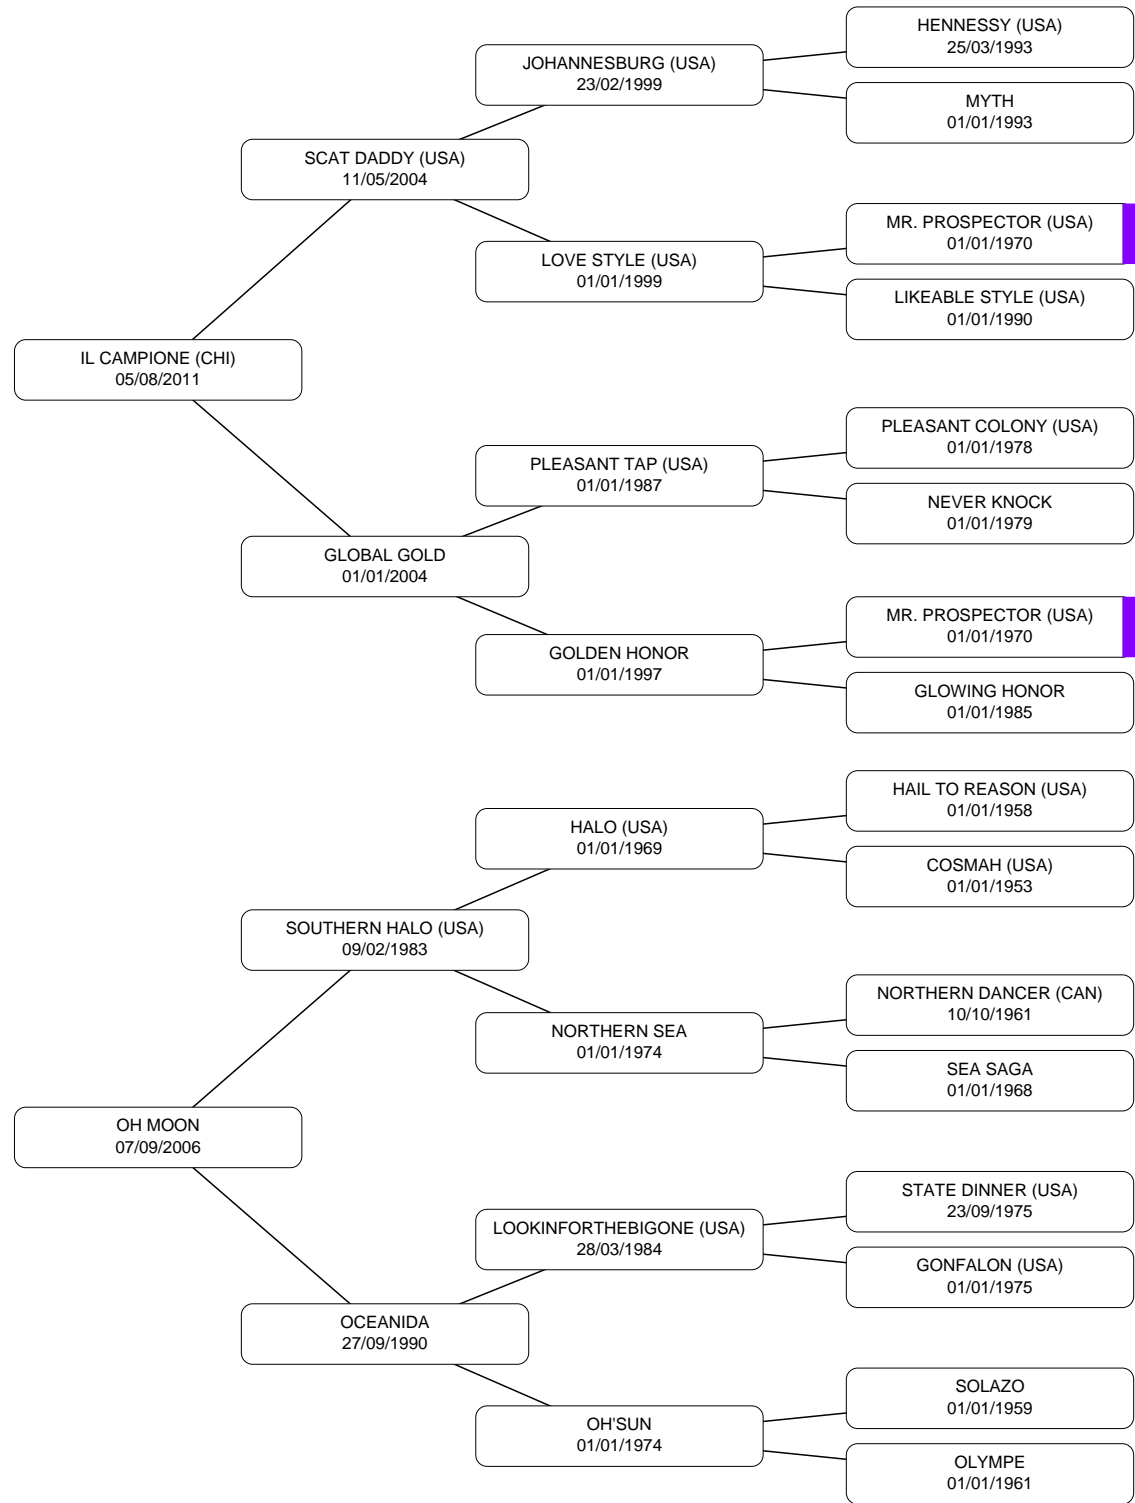 HENNESSY (USA)
25/03/1993
JOHANNESBURG (USA)
23/02/1999
MYTH
01/01/1993
SCAT DADDY (USA)
11/05/2004
MR. PROSPECTOR (USA)
01/01/1970
LOVE STYLE (USA)
01/01/1999
LIKEABLE STYLE (USA)
01/01/1990
IL CAMPIONE (CHI)
05/08/2011
PLEASANT COLONY (USA)
01/01/1978
PLEASANT TAP (USA)
01/01/1987
NEVER KNOCK
01/01/1979
GLOBAL GOLD
01/01/2004
MR. PROSPECTOR (USA)
01/01/1970
GOLDEN HONOR
01/01/1997
GLOWING HONOR
01/01/1985
HAIL TO REASON (USA)
01/01/1958
HALO (USA)
01/01/1969
COSMAH (USA)
01/01/1953
SOUTHERN HALO (USA)
09/02/1983
NORTHERN DANCER (CAN)
10/10/1961
NORTHERN SEA
01/01/1974
SEA SAGA
01/01/1968
OH MOON
07/09/2006
STATE DINNER (USA)
23/09/1975
LOOKINFORTHEBIGONE (USA)
28/03/1984
GONFALON (USA)
01/01/1975
OCEANIDA
27/09/1990
SOLAZO
01/01/1959
OH'SUN
01/01/1974
OLYMPE
01/01/1961